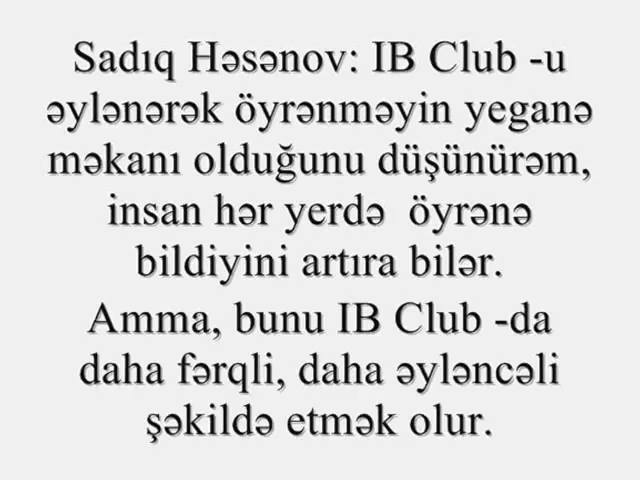 Sadıq Həsənov: IB Club -u
əylənərək öyrənməyin yeganə
məkanı olduğunu düşünürəm,
insan hər yerdə öyrənə
bildiyini artıra bilər.
Amma, bunu IB Club -da
daha fərqli, daha əyləncəli
şəkildə etmək olur.